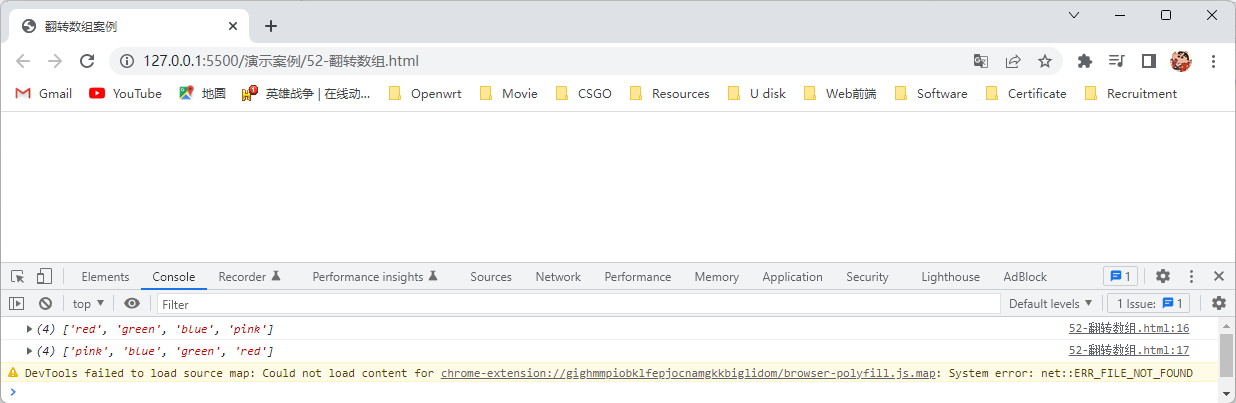 翻转数组案例
127.0.0.1:5500/演示案例/52-翻转数组.html
Gmail YouTube 地圖 英雄战争 | 在线动... Openwrt Movie CSGO Resources U disk Web前端 Software Certificate Recruitment
Elements Console Recorder Performance insights Sources Network Performance Memory Application Security Lighthouse AdBlock 1
top Filter Default levels 1 Issue: 1
(4) ['red', 'green', 'blue', 'pink'] 52-翻转数组.html:16
(4) ['pink', 'blue', 'green', 'red'] 52-翻转数组.html:17
DevTools failed to load source map: Could not load content for chrome-extension://gighmmpiobklfepjocnamgkkbiglidom/browser-polyfill.js.map: System error: net::ERR_FILE_NOT_FOUND